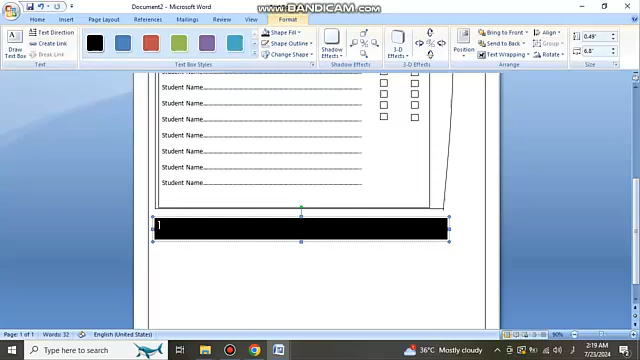 Document2 - Microsoft Word
Format
www.BANDICAM.com
Home
Insert
Page Layout
References
Mailings
Review
View
Format
Draw
Text Box
Text Direction
Create Link
Break Link
Text
Text Box Styles
Shape Fill
Shape Outline
Change Shape
Shadow
Effects
Shadow Effects
3-D
Effects
3-D Effects
Position
Bring to Front
Send to Back
Text Wrapping
Align
Group
Rotate
Arrange
0.49"
6.8"
Size
Student Name
Student Name
Student Name
Student Name
Student Name
Student Name
Student Name
Student Name
Page: 1 of 1
Words: 32
English (United States)
90%
Type here to search
36°C Mostly cloudy
2:19 AM
7/23/2024